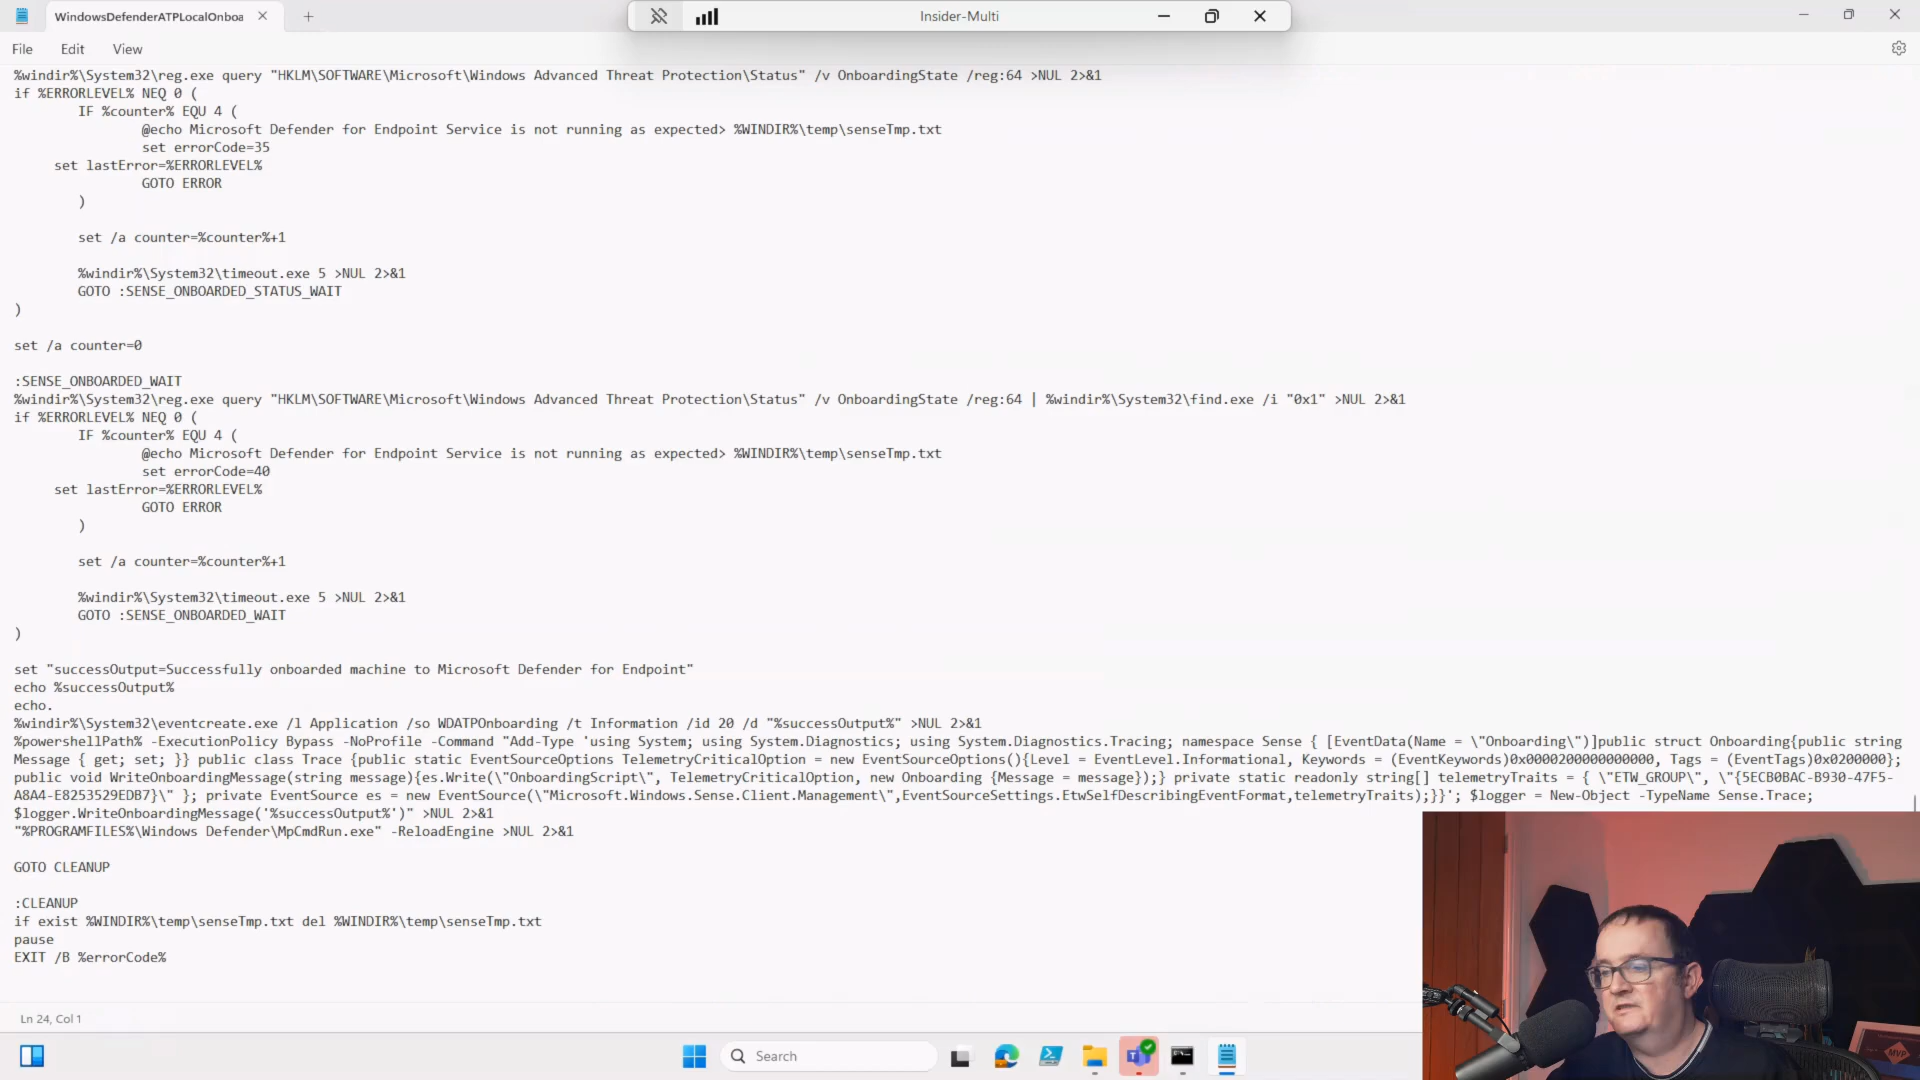 WindowsDefenderATPLocalOnboa
Insider-Multi
File Edit View
%windir%\System32\reg.exe query "HKLM\SOFTWARE\Microsoft\Windows Advanced Threat Protection\Status" /v OnboardingState /reg:64 >NUL 2>&1
if %ERRORLEVEL% NEQ 0 (
IF %counter% EQU 4 (
@echo Microsoft Defender for Endpoint Service is not running as expected> %WINDIR%\temp\senseTmp.txt
set errorCode=35
set lastError=%ERRORLEVEL%
GOTO ERROR
)
set /a counter=%counter%+1
%windir%\System32\timeout.exe 5 >NUL 2>&1
GOTO :SENSE_ONBOARDED_STATUS_WAIT
)
set /a counter=0
:SENSE_ONBOARDED_WAIT
%windir%\System32\reg.exe query "HKLM\SOFTWARE\Microsoft\Windows Advanced Threat Protection\Status" /v OnboardingState /reg:64 | %windir%\System32\find.exe /i "0x1" >NUL 2>&1
if %ERRORLEVEL% NEQ 0 (
IF %counter% EQU 4 (
@echo Microsoft Defender for Endpoint Service is not running as expected> %WINDIR%\temp\senseTmp.txt
set errorCode=40
set lastError=%ERRORLEVEL%
GOTO ERROR
)
set /a counter=%counter%+1
%windir%\System32\timeout.exe 5 >NUL 2>&1
GOTO :SENSE_ONBOARDED_WAIT
)
set "successOutput=Successfully onboarded machine to Microsoft Defender for Endpoint"
echo %successOutput%
echo.
%windir%\System32\eventcreate.exe /l Application /so WDATPOnboarding /t Information /id 20 /d "%successOutput%" >NUL 2>&1
%powershellPath% -ExecutionPolicy Bypass -NoProfile -Command "Add-Type 'using System; using System.Diagnostics; using System.Diagnostics.Tracing; namespace Sense { [EventData(Name = \"Onboarding\")]public struct Onboarding{public string
Message { get; set; }} public class Trace {public static EventSourceOptions TelemetryCriticalOption = new EventSourceOptions(){Level = EventLevel.Informational, Keywords = (EventKeywords)0x0000200000000000, Tags = (EventTags)0x0200000};
public void WriteOnboardingMessage(string message){es.Write(\"OnboardingScript\", TelemetryCriticalOption, new Onboarding {Message = message});} private static readonly string[] telemetryTraits = { \"ETW_GROUP\", \"{5ECB0BAC-B930-47F5-
A8A4-E8253529EDB7}\" }; private EventSource es = new EventSource(\"Microsoft.Windows.Sense.Client.Management\",EventSourceSettings.EtwSelfDescribingEventFormat,telemetryTraits);}}'; $logger = New-Object -TypeName Sense.Trace;
$logger.WriteOnboardingMessage('%successOutput%')" >NUL 2>&1
"%PROGRAMFILES%\Windows Defender\MpCmdRun.exe" -ReloadEngine >NUL 2>&1
GOTO CLEANUP
:CLEANUP
if exist %WINDIR%\temp\senseTmp.txt del %WINDIR%\temp\senseTmp.txt
pause
EXIT /B %errorCode%
Ln 24, Col 1
Search
MVP